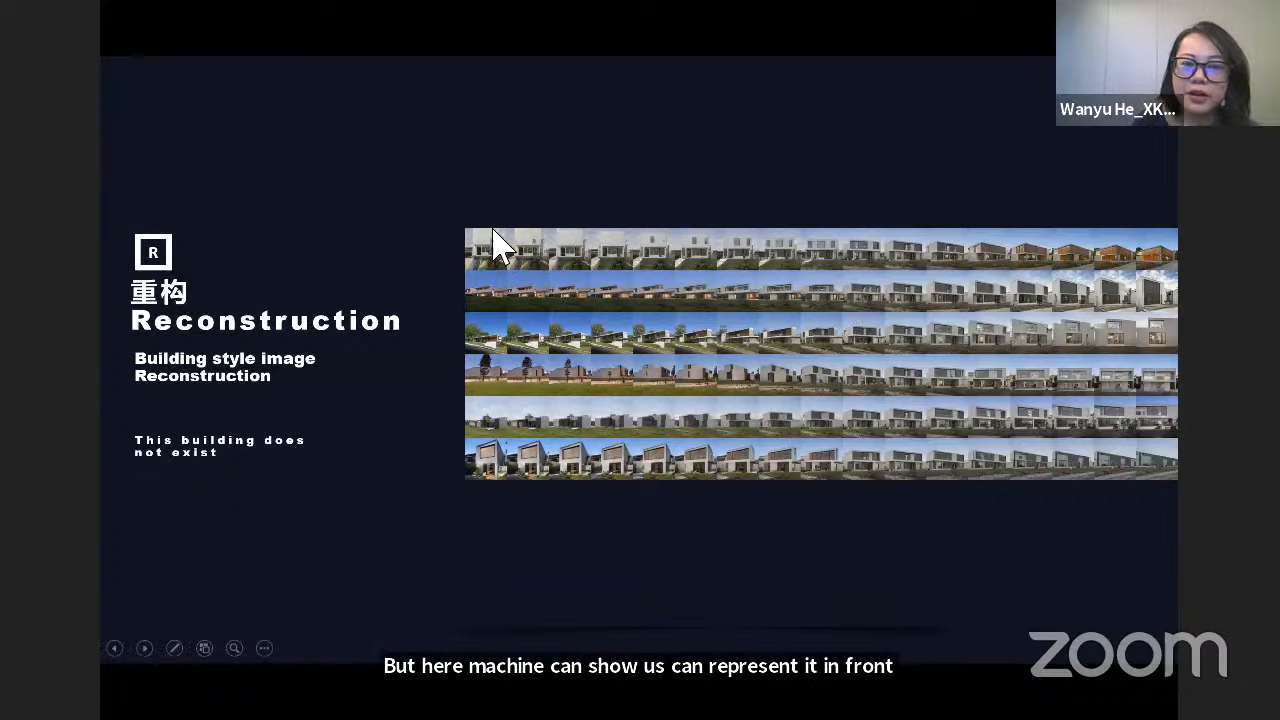 Wanyu He_XK...
R
重构
Reconstruction
Building style image
Reconstruction
This building does
not exist
But here machine can show us can represent it in front
zoom